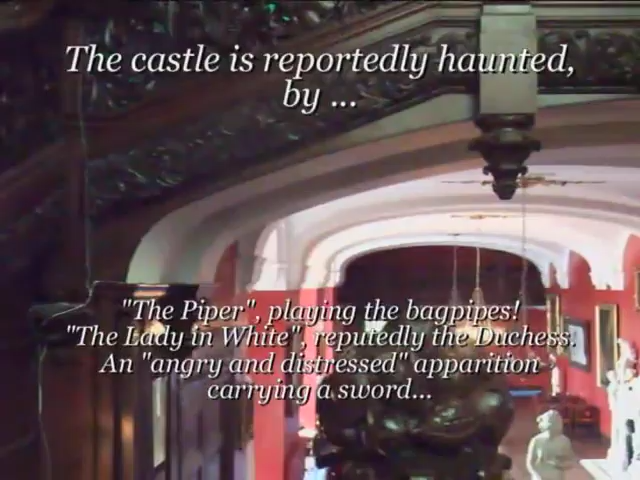 The castle is reportedly haunted,
by ...
"The Piper", playing the bagpipes!
"The Lady in White", reputedly the Duchess.
An "angry and distressed" apparition
carrying a sword...